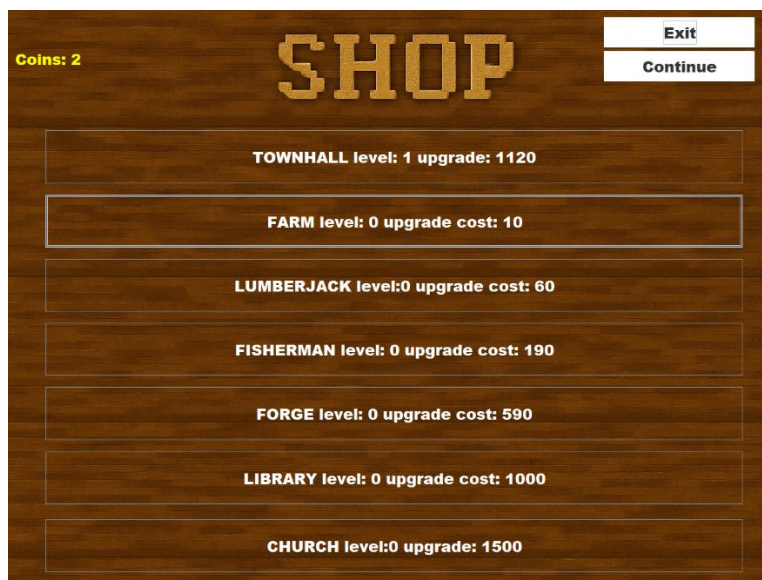 Coins: 2
SHOP
Exit
Continue
TOWNHALL level: 1 upgrade: 1120
FARM level: 0 upgrade cost: 10
LUMBERJACK level:0 upgrade cost: 60
FISHERMAN level: 0 upgrade cost: 190
FORGE level: 0 upgrade cost: 590
LIBRARY level: 0 upgrade cost: 1000
CHURCH level:0 upgrade: 1500